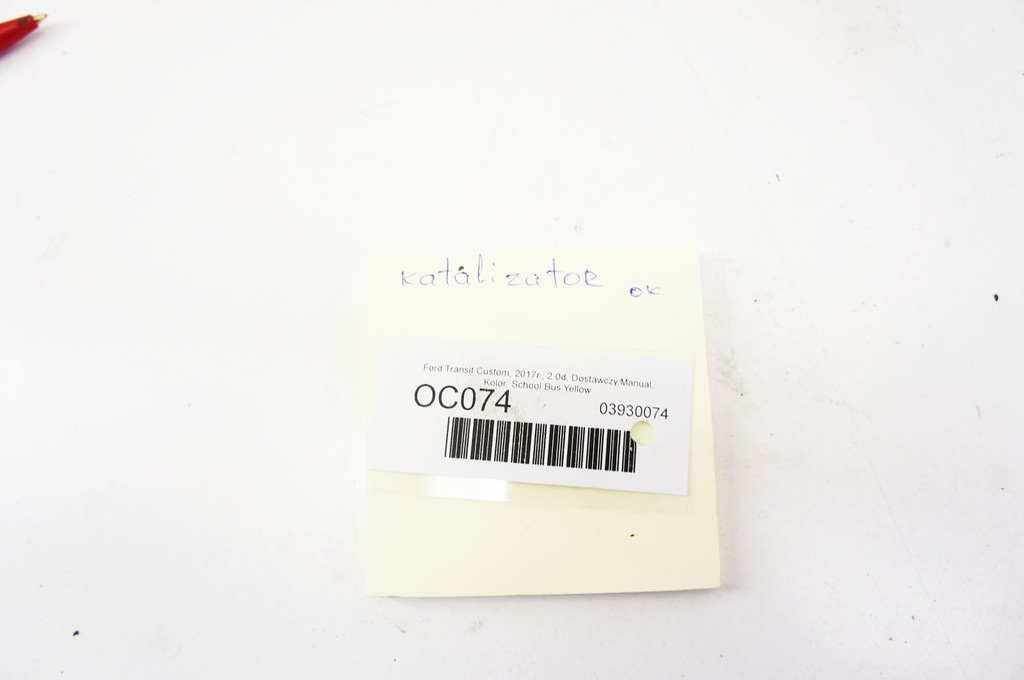 katalizator ok
Ford Transit Custom, 2017r., 2.0d, Dostawczy,Manual,
Kolor: School Bus Yellow
OC074 03930074